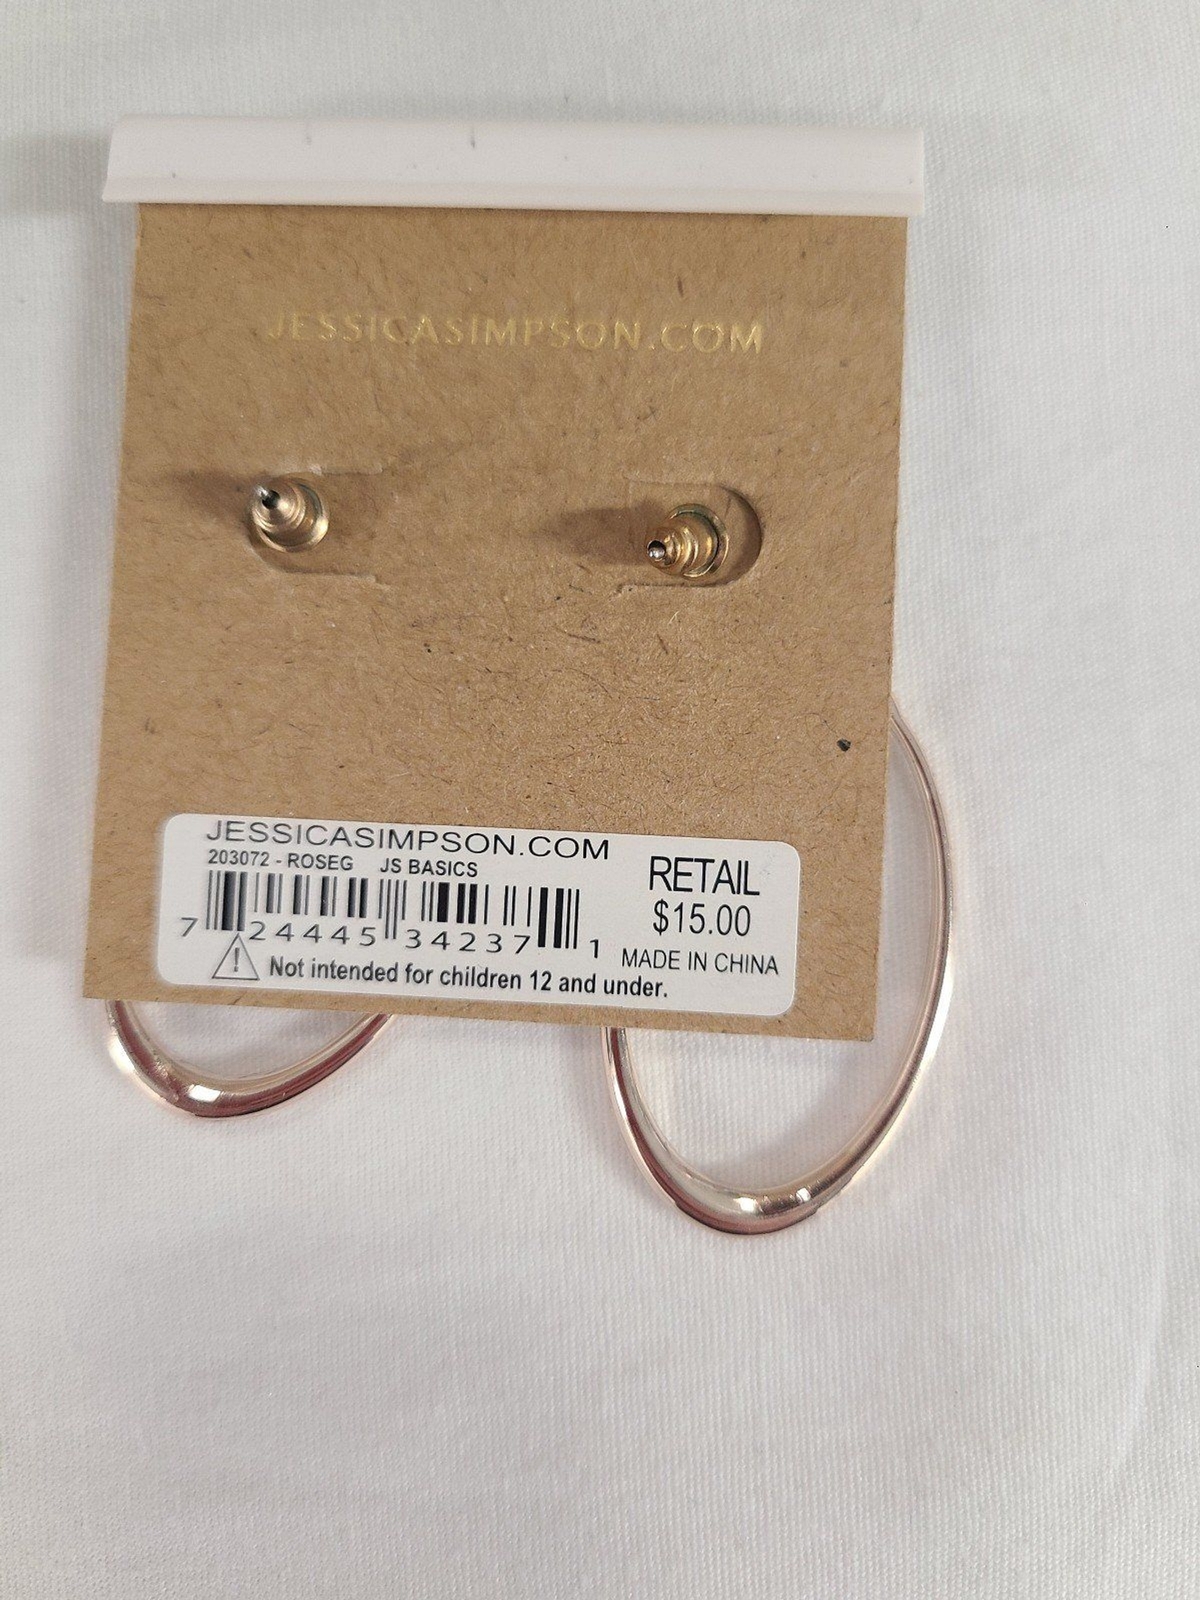 JESSICASIMPSON.COM
JESSICASIMPSON.COM
203072 - ROSEG JS BASICS
7 24445 34237 1
! Not intended for children 12 and under.
RETAIL
$15.00
MADE IN CHINA